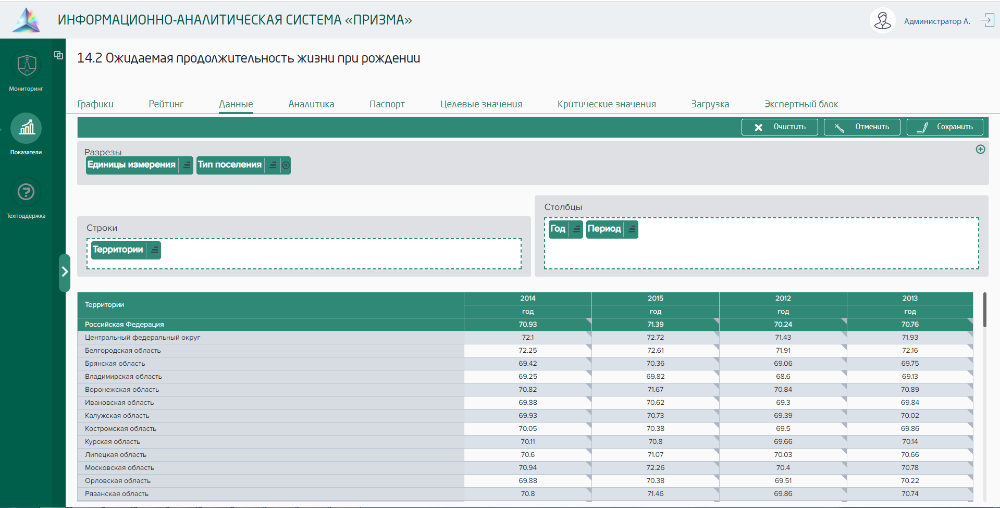 ИНФОРМАЦИОННО-АНАЛИТИЧЕСКАЯ СИСТЕМА «ПРИЗМА»
Администратор А.
Мониторинг
Показатели
Техподдержка
14.2 Ожидаемая продолжительность жизни при рождении
Графики Рейтинг Данные Аналитика Паспорт Целевые значения Критические значения Загрузка Экспертный блок
Очистить Отменить Сохранить
Разрезы
Единицы измерения Тип поселения
Столбцы
Год Период
Строки
Территории
Территории 2014 2015 2012 2013
год год год год
Российская Федерация 70.93 71.39 70.24 70.76
Центральный федеральный округ 72.1 72.72 71.43 71.93
Белгородская область 72.25 72.61 71.91 72.16
Брянская область 69.42 70.36 69.06 69.75
Владимирская область 69.25 69.82 68.6 69.13
Воронежская область 70.82 71.67 70.84 70.89
Ивановская область 69.88 70.62 69.3 69.84
Калужская область 69.93 70.73 69.39 70.02
Костромская область 70.05 70.38 69.5 69.86
Курская область 70.11 70.8 69.66 70.14
Липецкая область 70.6 71.07 70.03 70.66
Московская область 70.94 72.26 70.4 70.78
Орловская область 69.88 70.38 69.51 70.22
Рязанская область 70.8 71.46 69.86 70.74